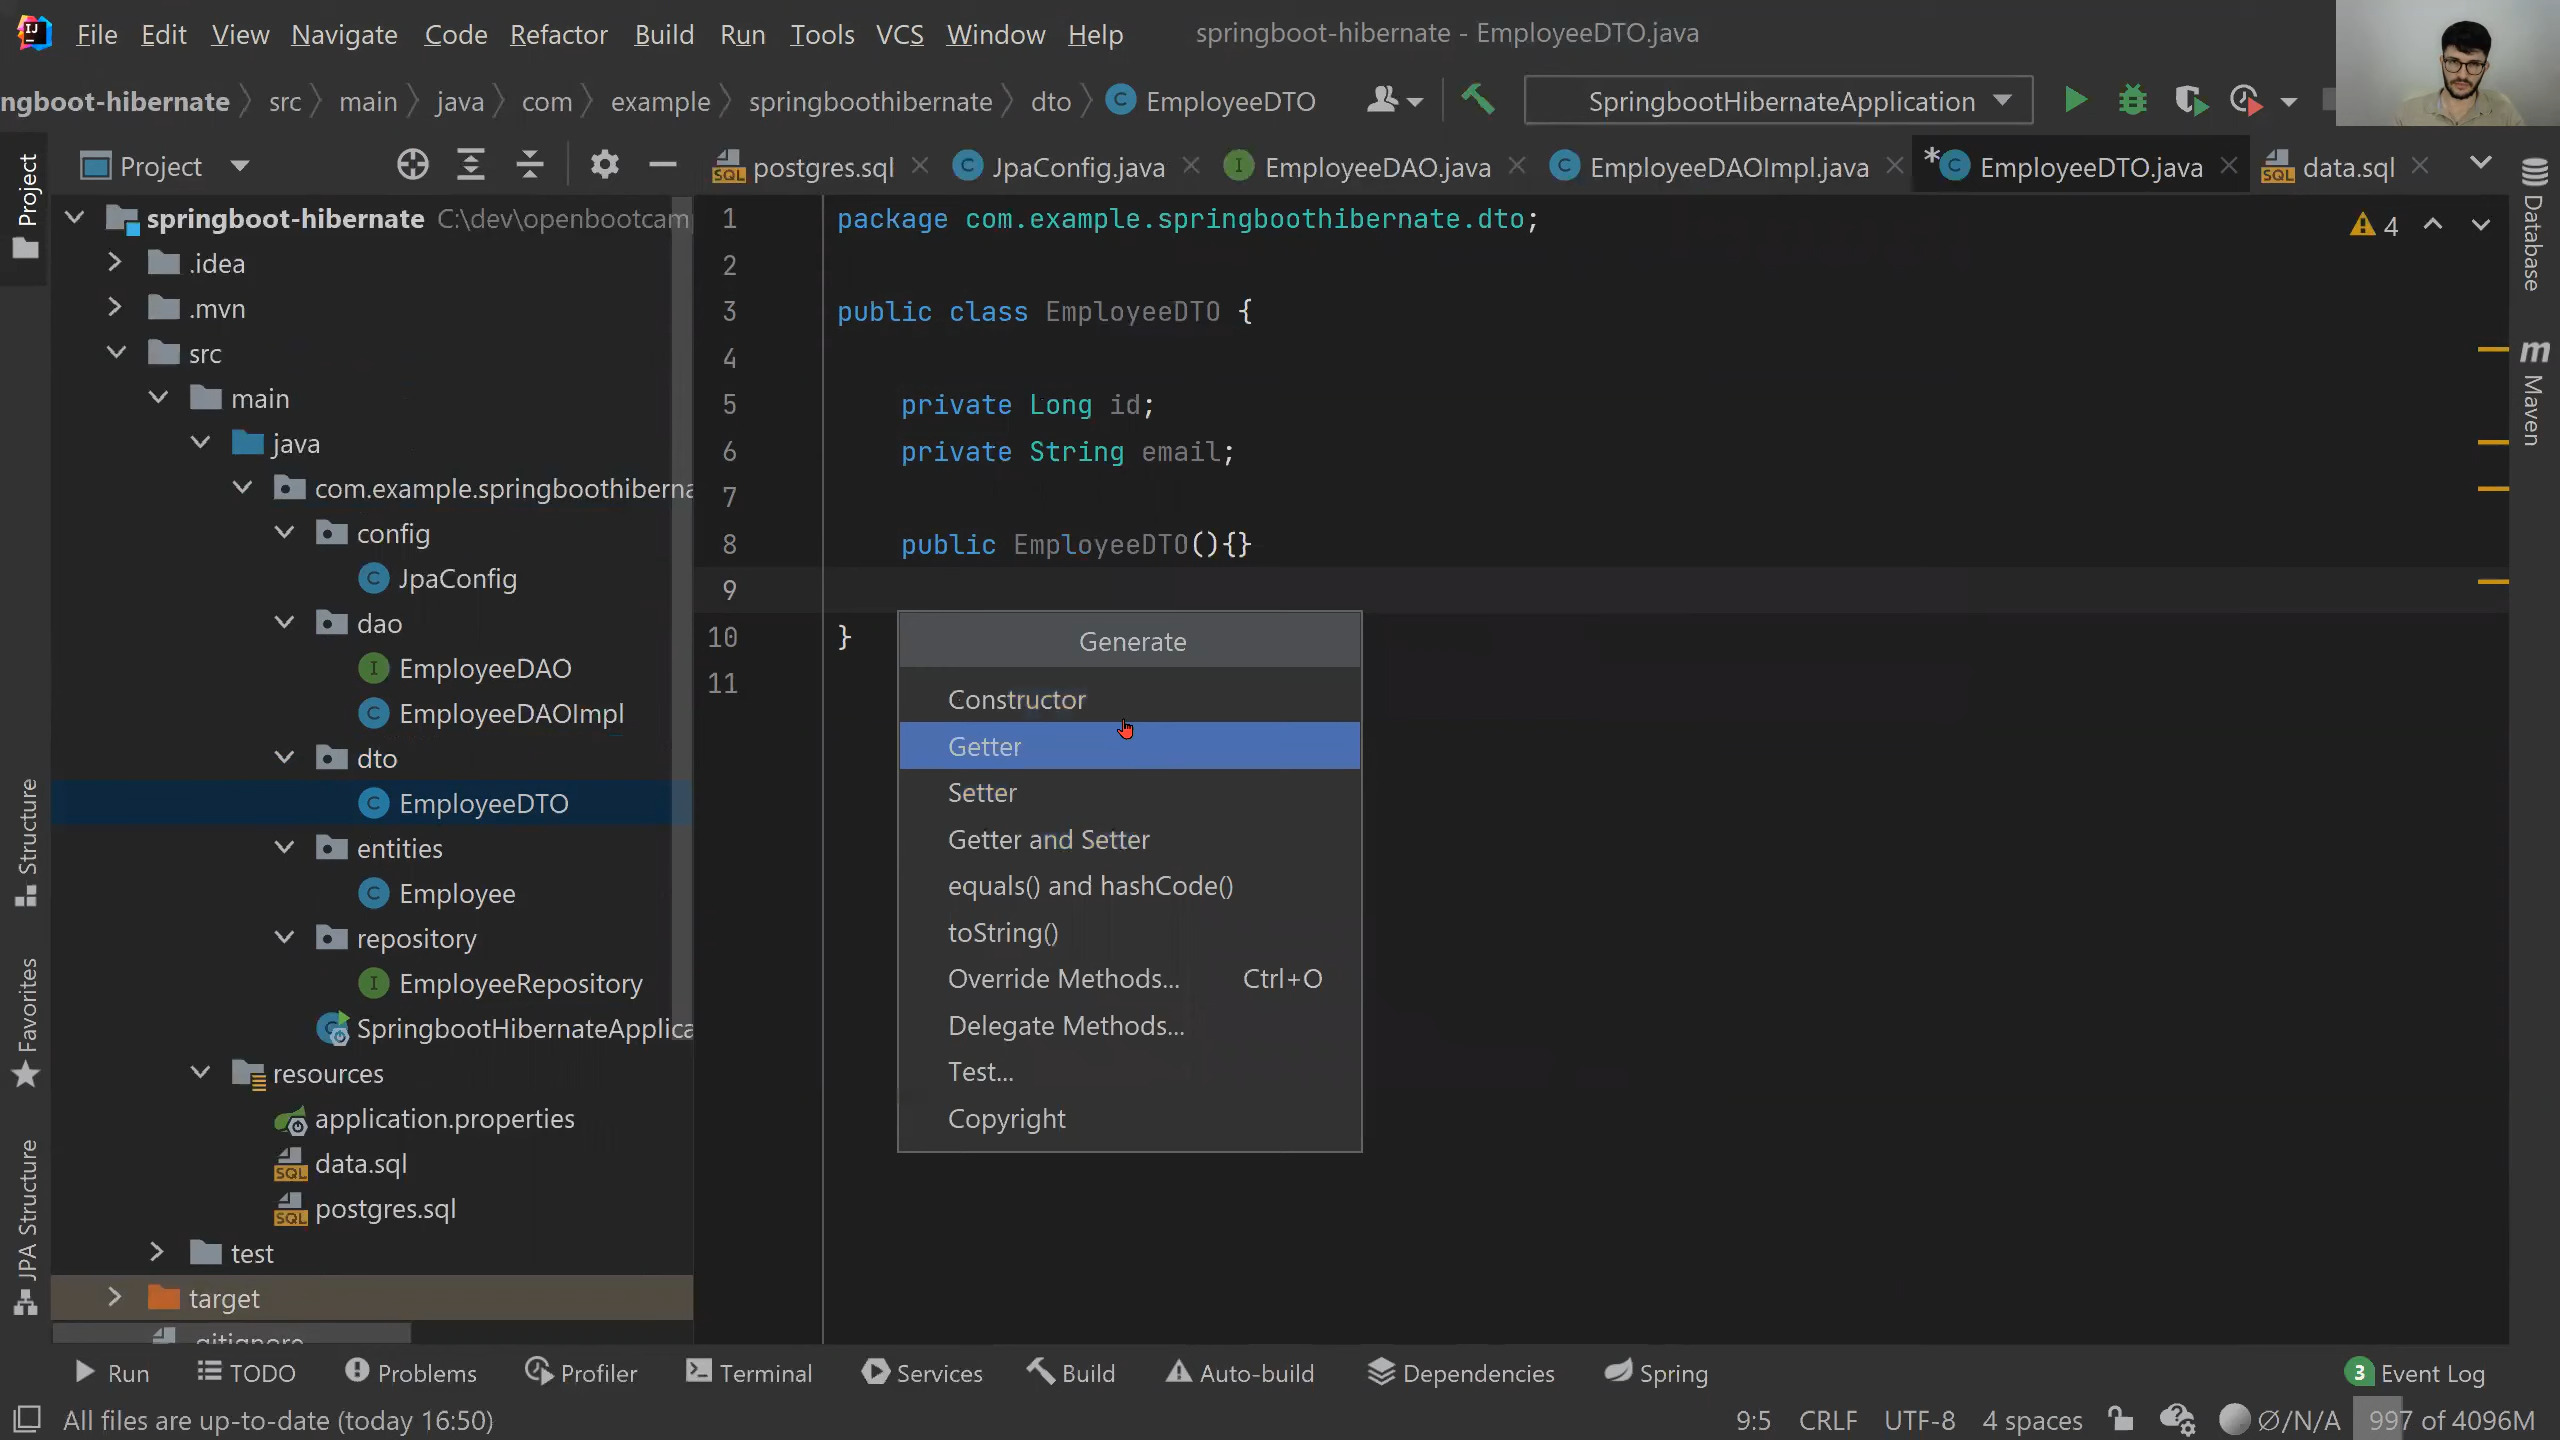 File Edit View Navigate Code Refactor Build Run Tools VCS Window Help springboot-hibernate - EmployeeDTO.java
ngboot-hibernate src main java com example springboothibernate dto EmployeeDTO SpringbootHibernateApplication
Project postgres.sql JpaConfig.java EmployeeDAO.java EmployeeDAOImpl.java *EmployeeDTO.java data.sql
Project
Structure
Favorites
JPA Structure
springboot-hibernate C:\dev\openbootcam
.idea
.mvn
src
main
java
com.example.springboothiberna
config
JpaConfig
dao
EmployeeDAO
EmployeeDAOImpl
dto
EmployeeDTO
entities
Employee
repository
EmployeeRepository
SpringbootHibernateApplica
resources
application.properties
data.sql
postgres.sql
test
target
.gitignore
1 package com.example.springboothibernate.dto;
2
3 public class EmployeeDTO {
4
5 private Long id;
6 private String email;
7
8 public EmployeeDTO(){}
9
10 }
11
4
Generate
Constructor
Getter
Setter
Getter and Setter
equals() and hashCode()
toString()
Override Methods... Ctrl+O
Delegate Methods...
Test...
Copyright
Database
m Maven
Run TODO Problems Profiler Terminal Services Build Auto-build Dependencies Spring 3 Event Log
All files are up-to-date (today 16:50) 9:5 CRLF UTF-8 4 spaces Ø/N/A 997 of 4096M